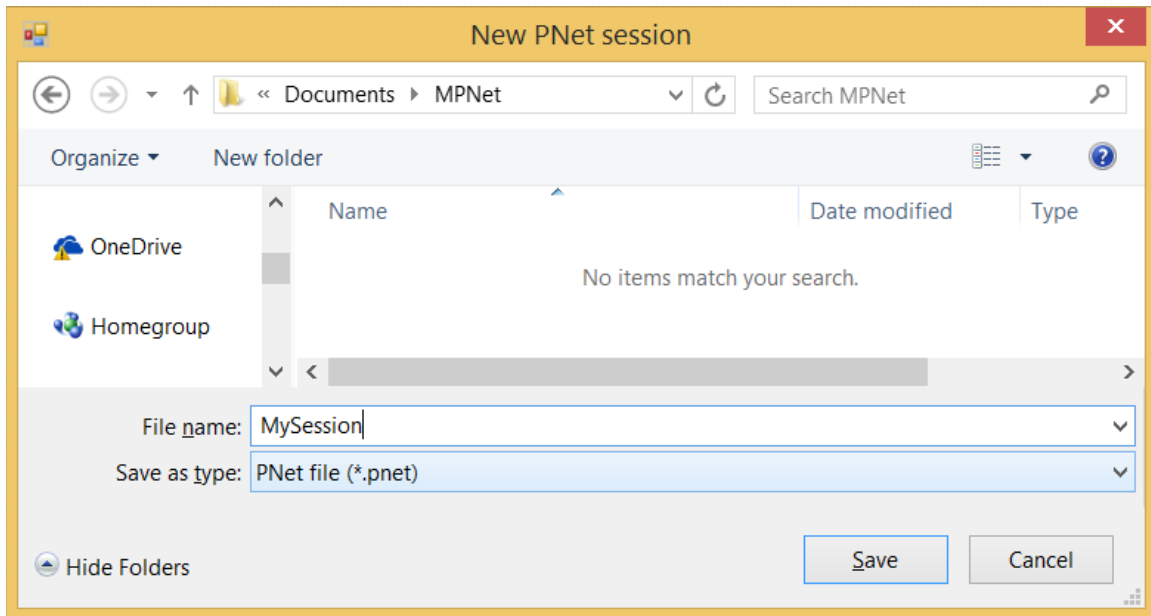 New PNet session
« Documents MPNet Search MPNet
Organize New folder
Name Date modified Type
OneDrive
No items match your search.
Homegroup
File name: MySession
Save as type: PNet file (*.pnet)
Hide Folders Save Cancel